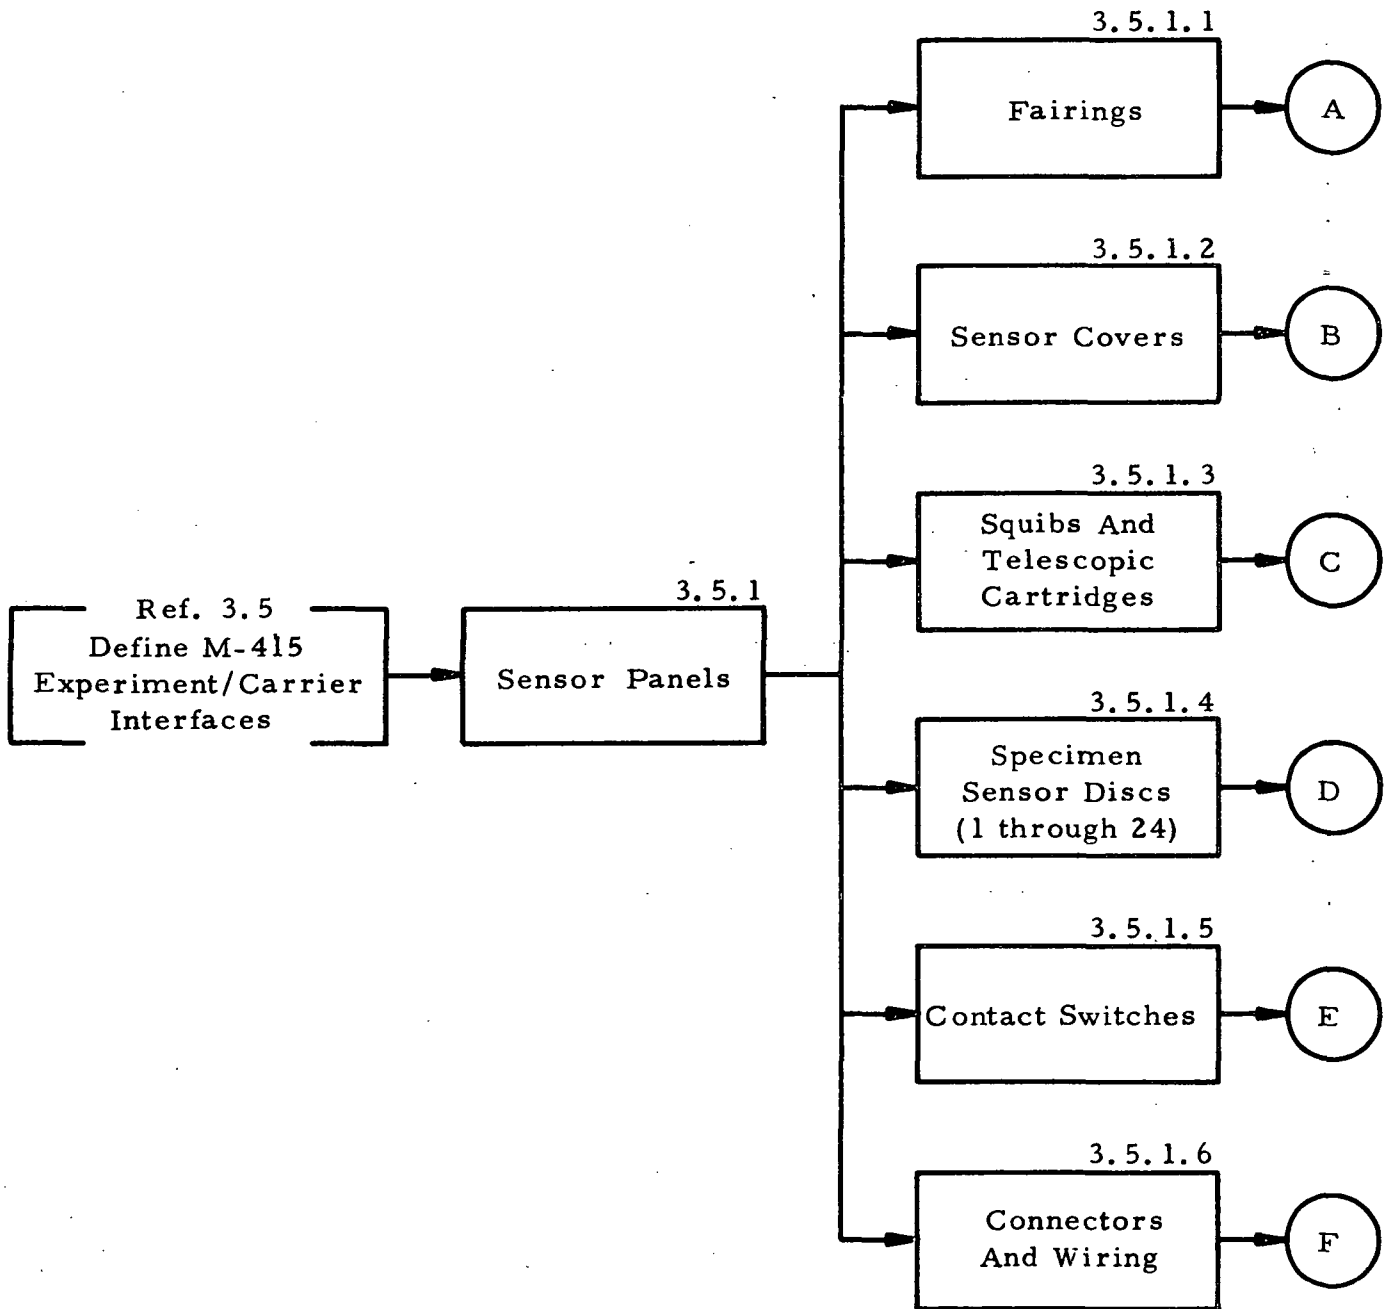 3.5.1.1
Fairings
A
3.5.1.2
Sensor Covers
B
3.5.1.3
Squibs And
Telescopic
Cartridges
C
Ref. 3.5
Define M-415
Experiment/Carrier
Interfaces
3.5.1
Sensor Panels
3.5.1.4
Specimen
Sensor Discs
(1 through 24)
D
3.5.1.5
Contact Switches
E
3.5.1.6
Connectors
And Wiring
F